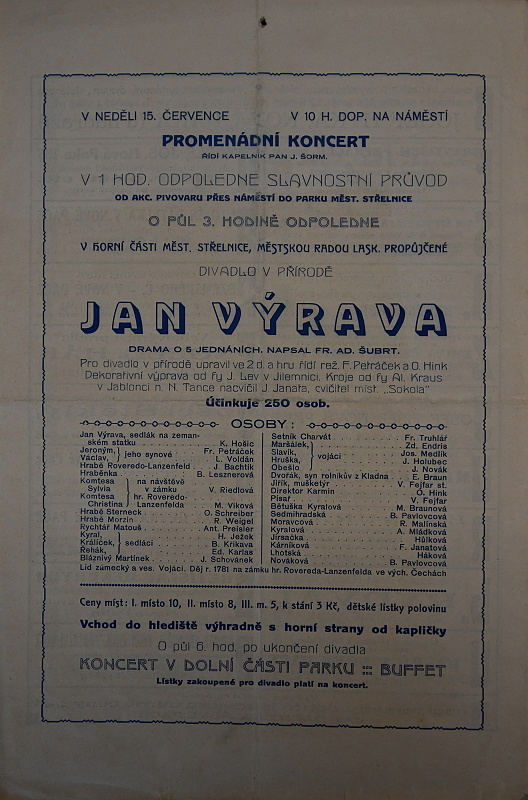 V NEDĚLI 15. ČERVENCE V 10 H. DOP. NA NÁMĚSTÍ
PROMENÁDNÍ KONCERT
ŘÍDÍ KAPELNÍK PAN J. ŠORM.
V 1 HOD. ODPOLEDNE SLAVNOSTNÍ PRŮVOD
OD AKC. PIVOVARU PŘES NÁMĚSTÍ DO PARKU MĚST. STŘELNICE
O PŮL 3. HODINĚ ODPOLEDNE
V HORNÍ ČÁSTI MĚST. STŘELNICE, MĚSTSKOU RADOU LASK. PROPŮJČENÉ
DIVADLO V PŘÍRODĚ
JAN VÝRAVA
DRAMA O 5 JEDNÁNÍCH. NAPSAL FR. AD. ŠUBRT.
Pro divadlo v přírodě upravil ve 2 d. a hru řídí rež. F. Petráček a O. Hink
Dekorativní výprava od fy J. Lev v Jilemnici, Kroje od fy Al. Kraus
v Jablonci n. N. Tance nacvičil J. Janata, cvičitel míst. „Sokola"
Účinkuje 250 osob.
OSOBY:
Jan Výrava, sedlák na zeman-
ském statku . . K. Hošic
Jeroným, Václav, jeho synové Fr. Petráček L. Voldán
Hrabě Roveredo-Lanzenfeld . J. Bachtík
Hraběnka B. Lesznerová
Komtesa Sylvia na návštěvě v zámku V. Riedlová
Komtesa Christina hr. Roveredo-Lanzenfelda M. Víková
Hrabě Sterneck O. Schreiber
Hrabě Morzin R. Weigel
Rychtář Matouš Ant. Preisler
Kyral, H. Ježek
Králíček, sedláci B. Křikava
Řehák, Ed. Karlas
Bláznivý Martínek J. Schovánek
Setník Charvát Fr. Truhlář
Maršálek, Zd. Endris
Slavík, vojáci Jos. Medlík
Hruška, J. Holubec
Obešlo J. Novák
Dvořák, syn rolníkův z Kladna . E. Braun
Jiřík, mušketýr V. Fejfar st.
Direktor Karmin O. Hink
Písař V. Fejfar
Bětuška Kyralová M. Braunová
Sedmihradská B. Pavlovcová
Moravcová R. Malínská
Kyralová A. Mládková
Jirsačka Hůlková
Kárníková F. Janatová
Lhotská Háková
Nováková B. Pavlovcová
Lid zámecký a ves. Vojáci. Děj r. 1781 na zámku hr. Rovereda-Lanzenfelda ve vých. Čechách
Ceny míst: I. místo 10, II. místo 8, III. m. 5, k stání 3 Kč, dětské lístky polovinu
Vchod do hlediště výhradně s horní strany od kapličky
O půl 6. hod. po ukončení divadla
KONCERT V DOLNÍ ČÁSTI PARKU ::: BUFFET
Lístky zakoupené pro divadlo platí na koncert.